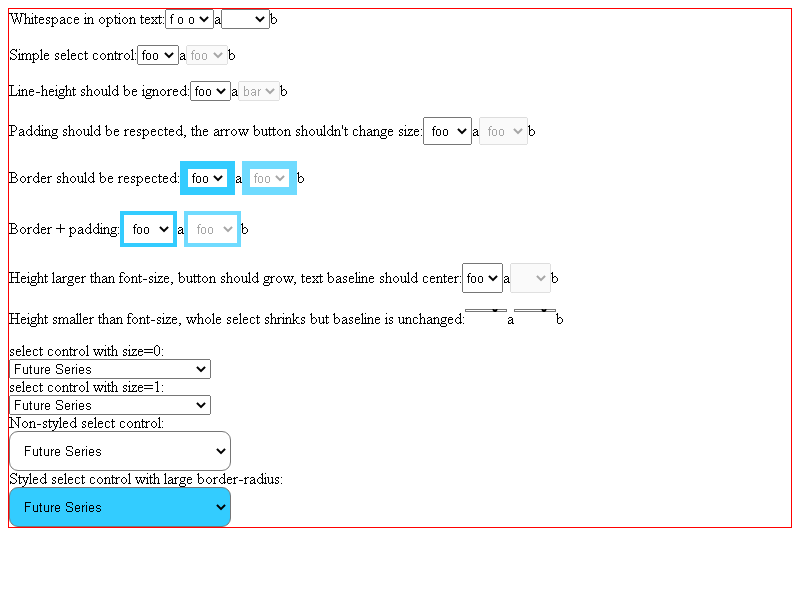 Whitespace in option text: f o o a b
Simple select control: foo a foo b
Line-height should be ignored: foo a bar b
Padding should be respected, the arrow button shouldn't change size: foo a foo b
Border should be respected: foo a foo b
Border + padding: foo a foo b
Height larger than font-size, button should grow, text baseline should center: foo a b
Height smaller than font-size, whole select shrinks but baseline is unchanged: a b
select control with size=0:
Future Series
select control with size=1:
Future Series
Non-styled select control:
Future Series
Styled select control with large border-radius:
Future Series